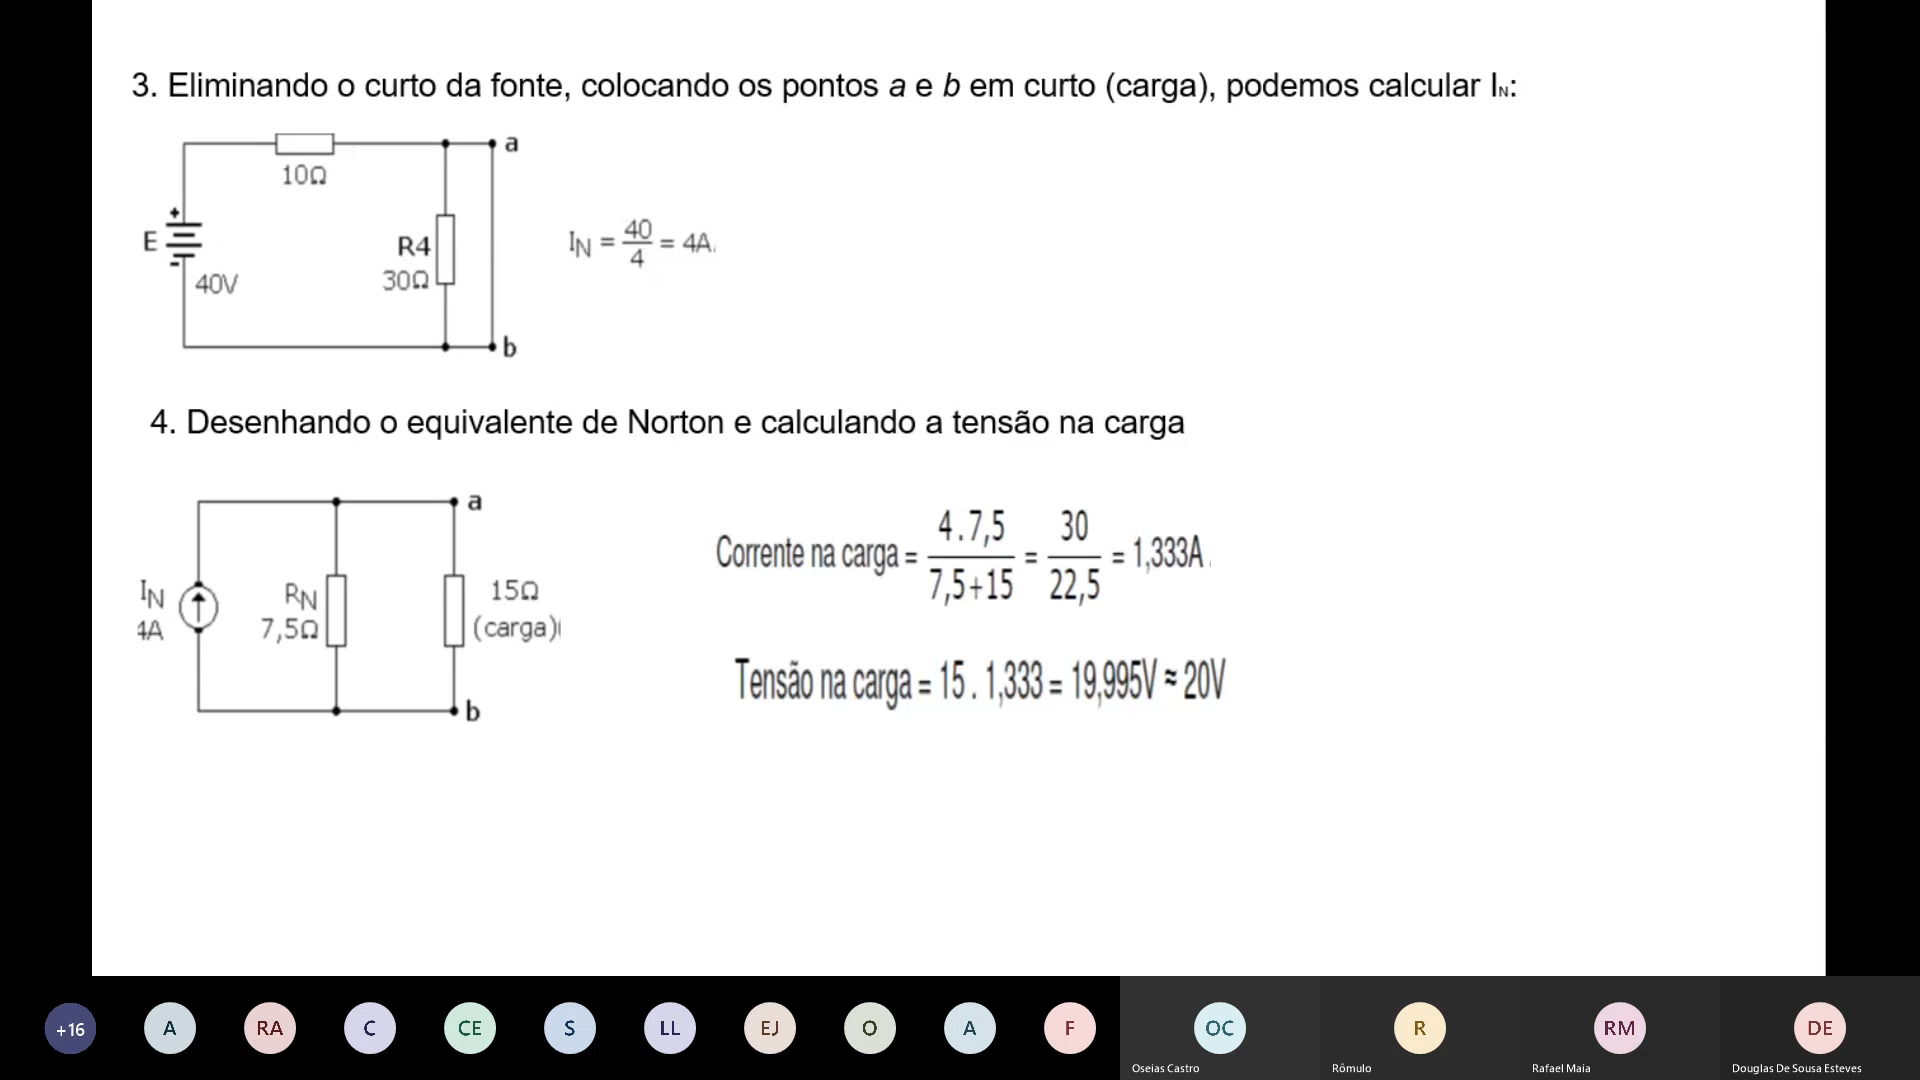 3. Eliminando o curto da fonte, colocando os pontos a e b em curto (carga), podemos calcular IN:
a
10Ω
E
+
-
40V
R4
30Ω
b
IN = 40/4 = 4A.
4. Desenhando o equivalente de Norton e calculando a tensão na carga
a
IN
4A
RN
7,5Ω
15Ω
(carga)
b
Corrente na carga = 4.7,5/7,5+15 = 30/22,5 = 1,333A.
Tensão na carga = 15 . 1,333 = 19,995V ≈ 20V
+16
A
RA
C
CE
S
LL
EJ
O
A
F
OC
R
RM
DE
Oseias Castro
Rômulo
Rafael Maia
Douglas De Sousa Esteves